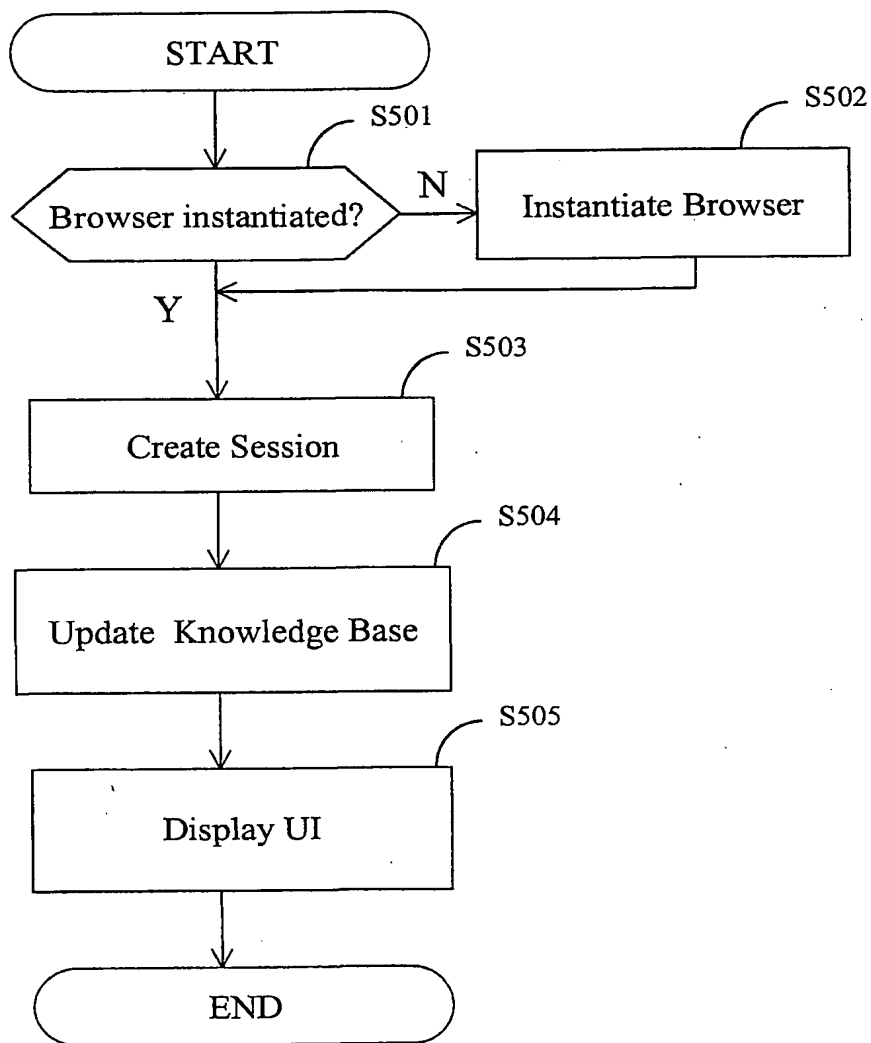 START
S501
S502
Browser instantiated?
N
Instantiate Browser
Y
S503
Create Session
S504
Update Knowledge Base
S505
Display UI
END